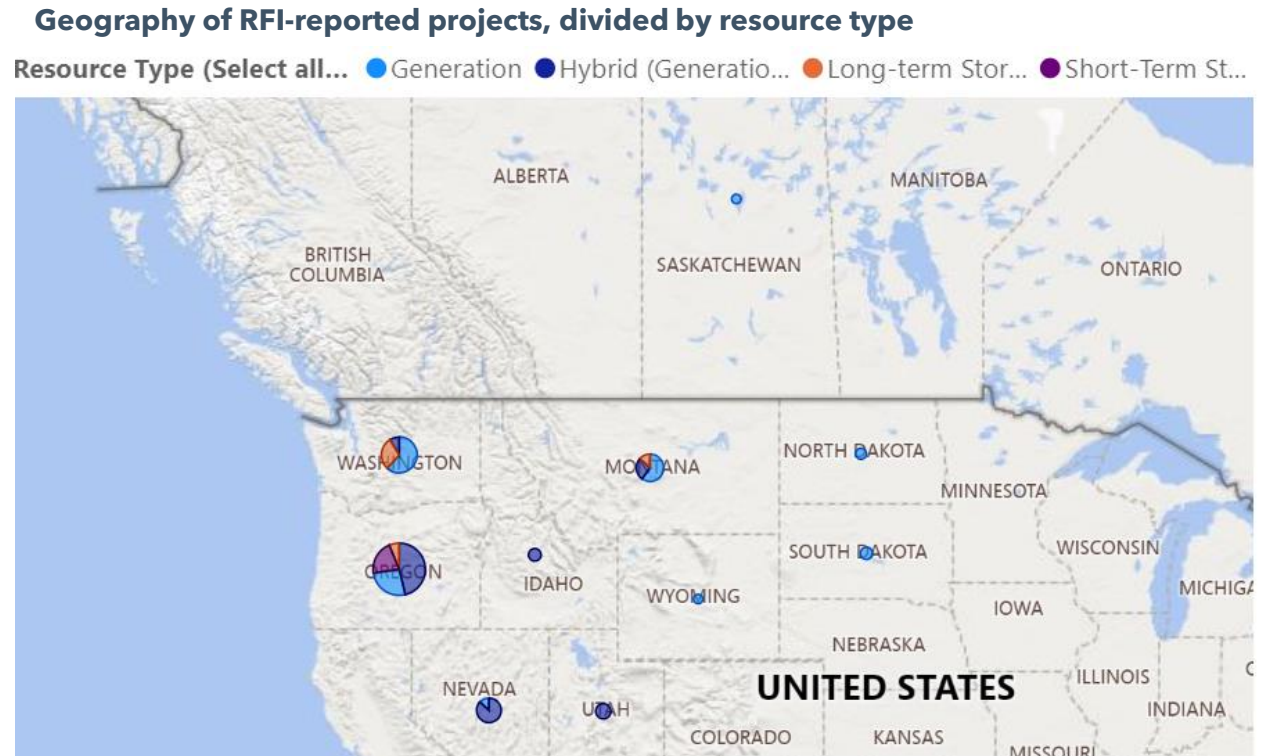 Geography of RFI-reported projects, divided by resource type
Resource Type (Select all... Generation Hybrid (Generatio... Long-term Stor... Short-Term St...
ALBERTA
MANITOBA
BRITISH
COLUMBIA
SASKATCHEWAN
ONTARIO
WASHINGTON
MONTANA
NORTH DAKOTA
MINNESOTA
OREGON
IDAHO
SOUTH DAKOTA
WISCONSIN
WYOMING
MICHIGA
IOWA
NEBRASKA
NEVADA
UTAH
UNITED STATES
ILLINOIS
INDIANA
COLORADO
KANSAS
MISSOURI